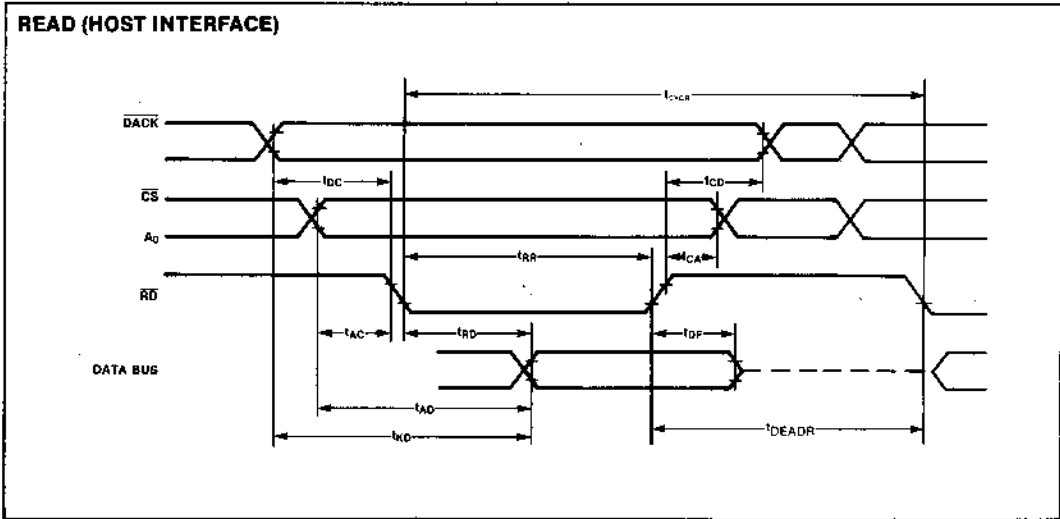 READ (HOST INTERFACE)
tCYCR
DACK
tDC
tCD
CS
A0
tRR
tCA
RD
tAC
tRD
tDF
DATA BUS
tAD
tKD
tDEADR